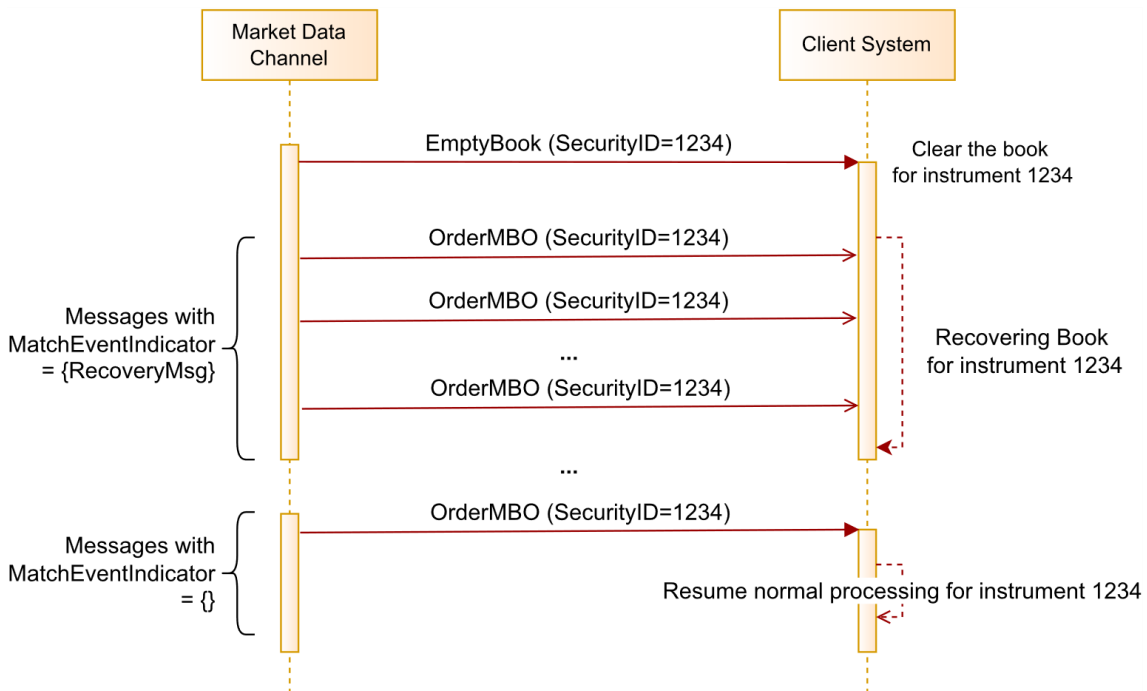 Market Data
Channel
Client System
EmptyBook (SecurityID=1234)
Clear the book
for instrument 1234
OrderMBO (SecurityID=1234)
OrderMBO (SecurityID=1234)
Messages with
MatchEventIndicator
= {RecoveryMsg}
...
Recovering Book
for instrument 1234
OrderMBO (SecurityID=1234)
...
OrderMBO (SecurityID=1234)
Messages with
MatchEventIndicator
= {}
Resume normal processing for instrument 1234